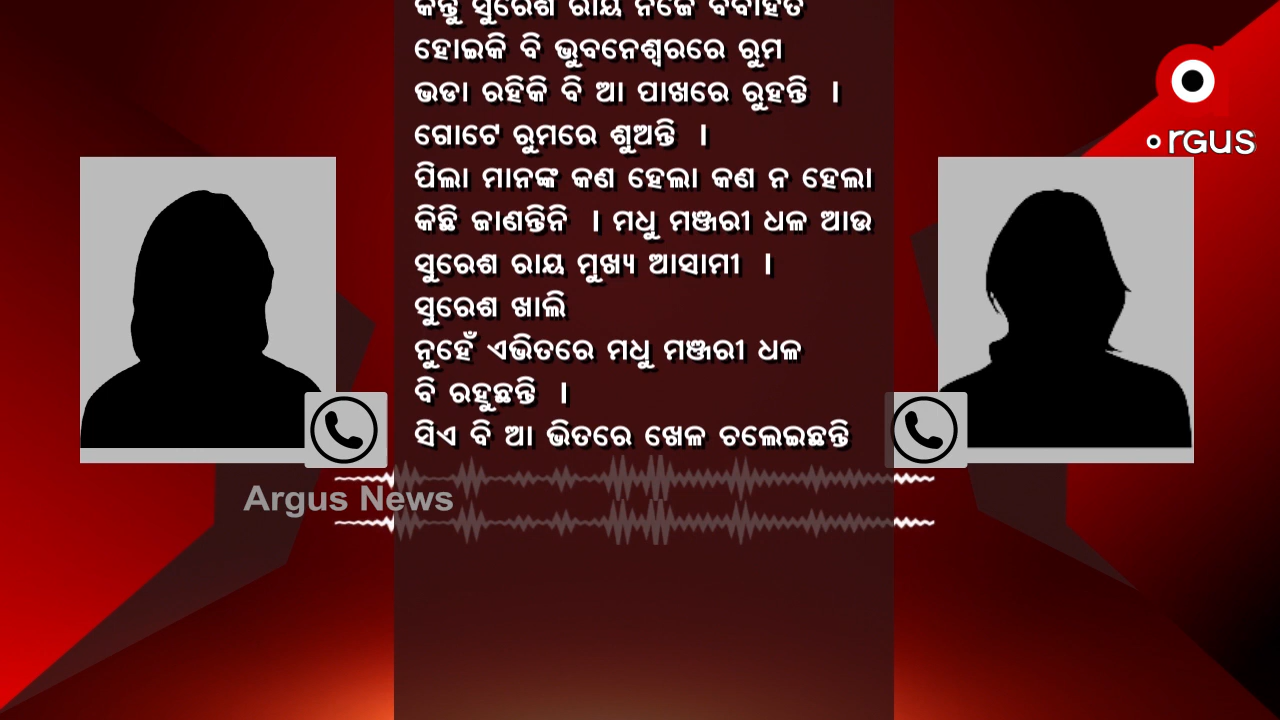 କିନ୍ତୁ ସୁରେଶ ରାୟ ନିଜେ ବିବାହିତ
ହୋଇକି ବି ଭୁବନେଶ୍ୱରରେ ରୁମ
ଭଡା ରହିକି ବି ଆ ପାଖରେ ରୁହନ୍ତି ।
ଗୋଟେ ରୁମରେ ଶୁଅନ୍ତି ।
ପିଲା ମାନଙ୍କ କଣ ହେଲା କଣ ନ ହେଲା
କିଛି ଜାଣନ୍ତିନି । ମଧୁ ମଞ୍ଜରୀ ଧଳ ଆଉ
ସୁରେଶ ରାୟ ମୁଖ୍ୟ ଆସାମୀ ।
ସୁରେଶ ଖାଲି
ନୁହେଁ ଏଭିତରେ ମଧୁ ମଞ୍ଜରୀ ଧଳ
ବି ରହୁଛନ୍ତି ।
ସିଏ ବି ଆ ଭିତରେ ଖେଳ ଚଲେଇଛନ୍ତି
rGUS
Argus News